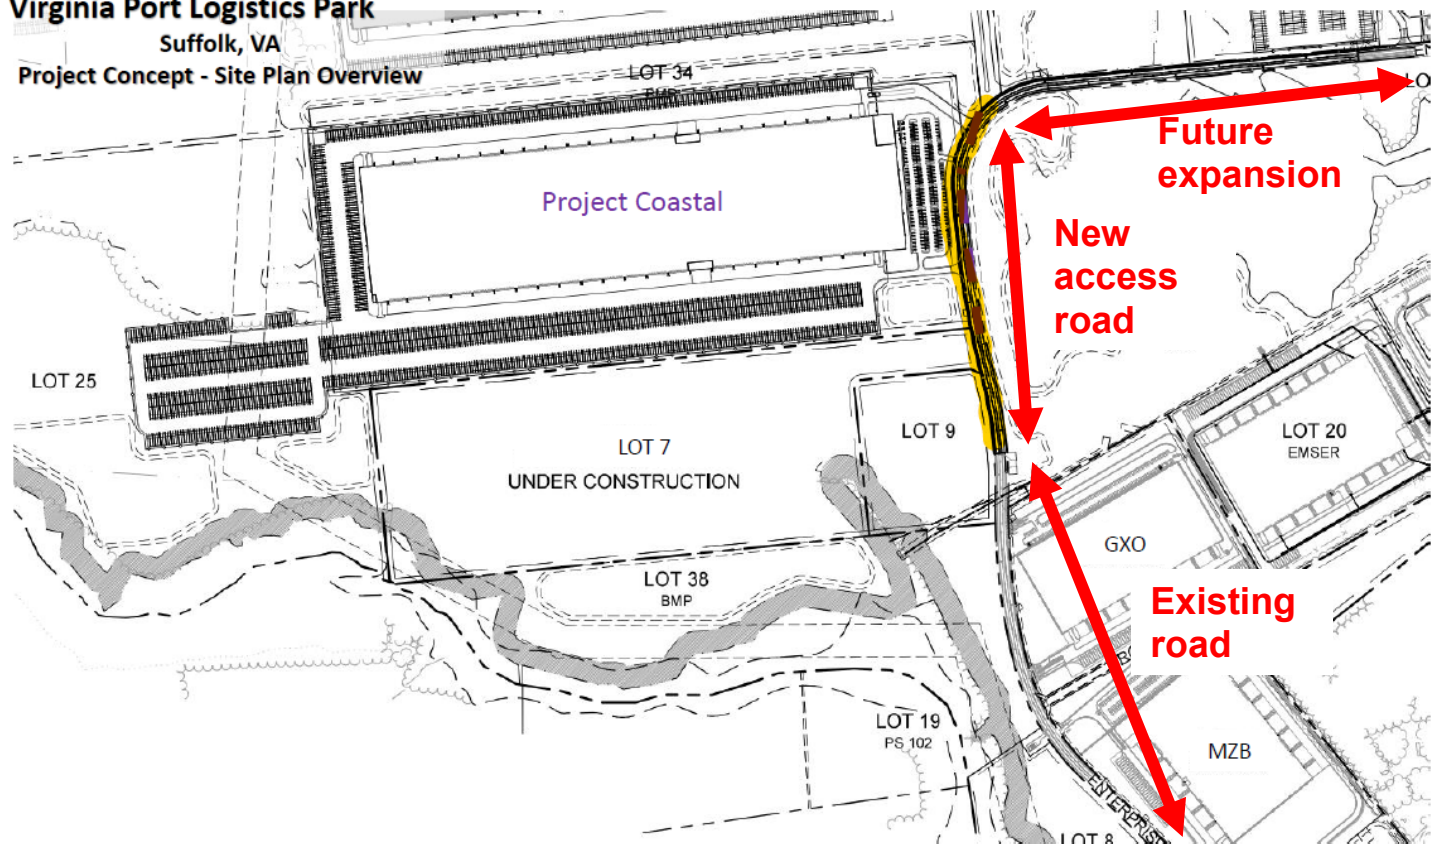 Virginia Port Logistics Park
Suffolk, VA
Project Concept - Site Plan Overview
LOT 34
BMP
Future
expansion
Project Coastal
New
access
road
LOT 25
LOT 7
UNDER CONSTRUCTION
LOT 9
LOT 20
EMSER
GXO
LOT 38
BMP
Existing
road
LOT 19
PS 102
MZB
LOT 8